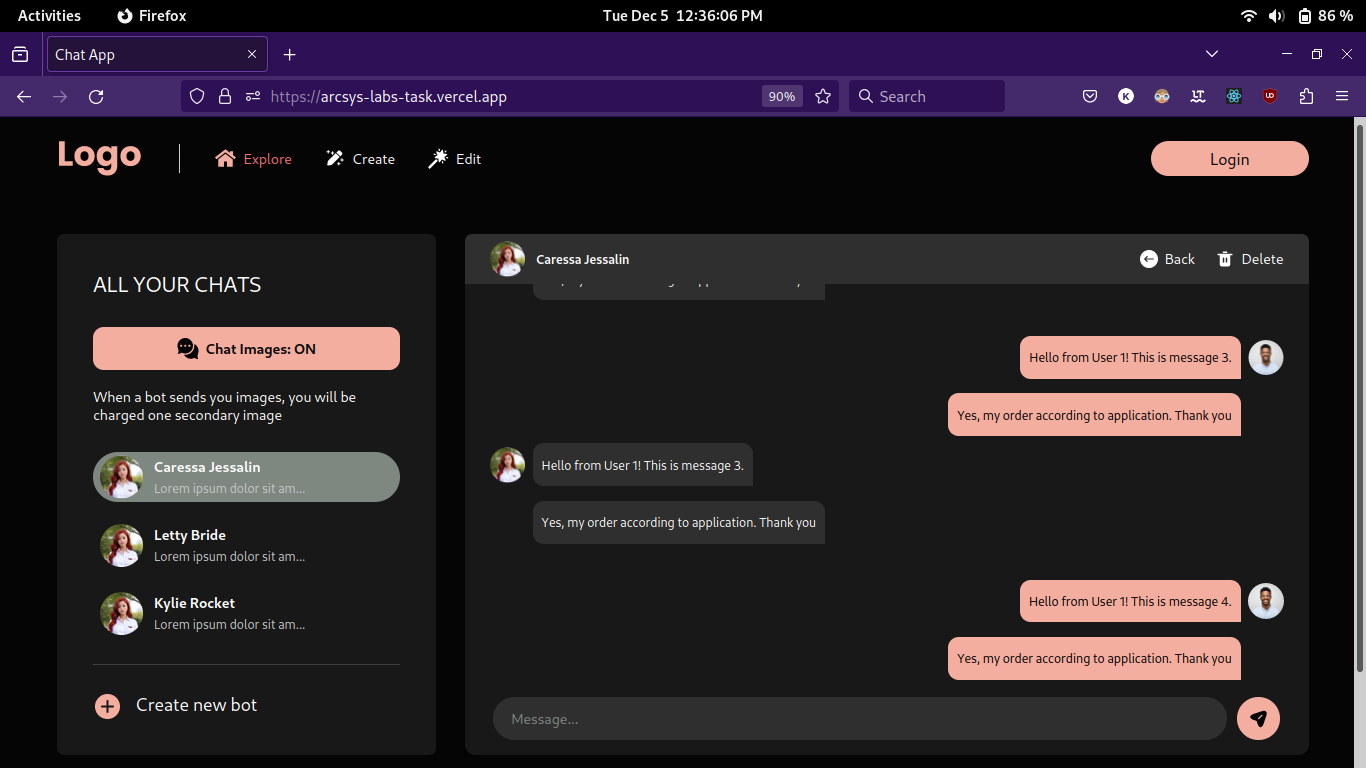 Activities
Firefox
Tue Dec 5 12:36:06 PM
86 %
Chat App
https://arcsys-labs-task.vercel.app
90%
Search
Logo
Explore
Create
Edit
Login
ALL YOUR CHATS
Chat Images: ON
When a bot sends you images, you will be
charged one secondary image
Caressa Jessalin
Lorem ipsum dolor sit am...
Letty Bride
Lorem ipsum dolor sit am...
Kylie Rocket
Lorem ipsum dolor sit am...
Create new bot
Caressa Jessalin
Back
Delete
Hello from User 1! This is message 3.
Yes, my order according to application. Thank you
Hello from User 1! This is message 3.
Yes, my order according to application. Thank you
Hello from User 1! This is message 4.
Yes, my order according to application. Thank you
Message...